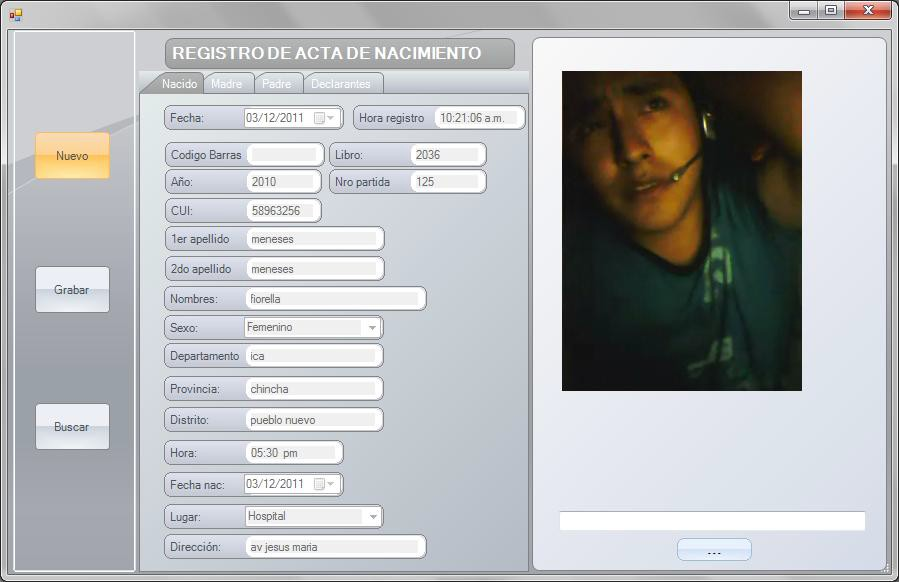 REGISTRO DE ACTA DE NACIMIENTO
Nacido Madre Padre Declarantes
Fecha: 03/12/2011 Hora registro 10:21:06 a.m.
Codigo Barras Libro: 2036
Año: 2010 Nro partida 125
CUI: 58963256
1er apellido meneses
2do apellido meneses
Nombres: fiorella
Sexo: Femenino
Departamento ica
Provincia: chincha
Distrito: pueblo nuevo
Hora: 05:30 pm
Fecha nac: 03/12/2011
Lugar: Hospital
Dirección: av jesus maria
Nuevo
Grabar
Buscar
...